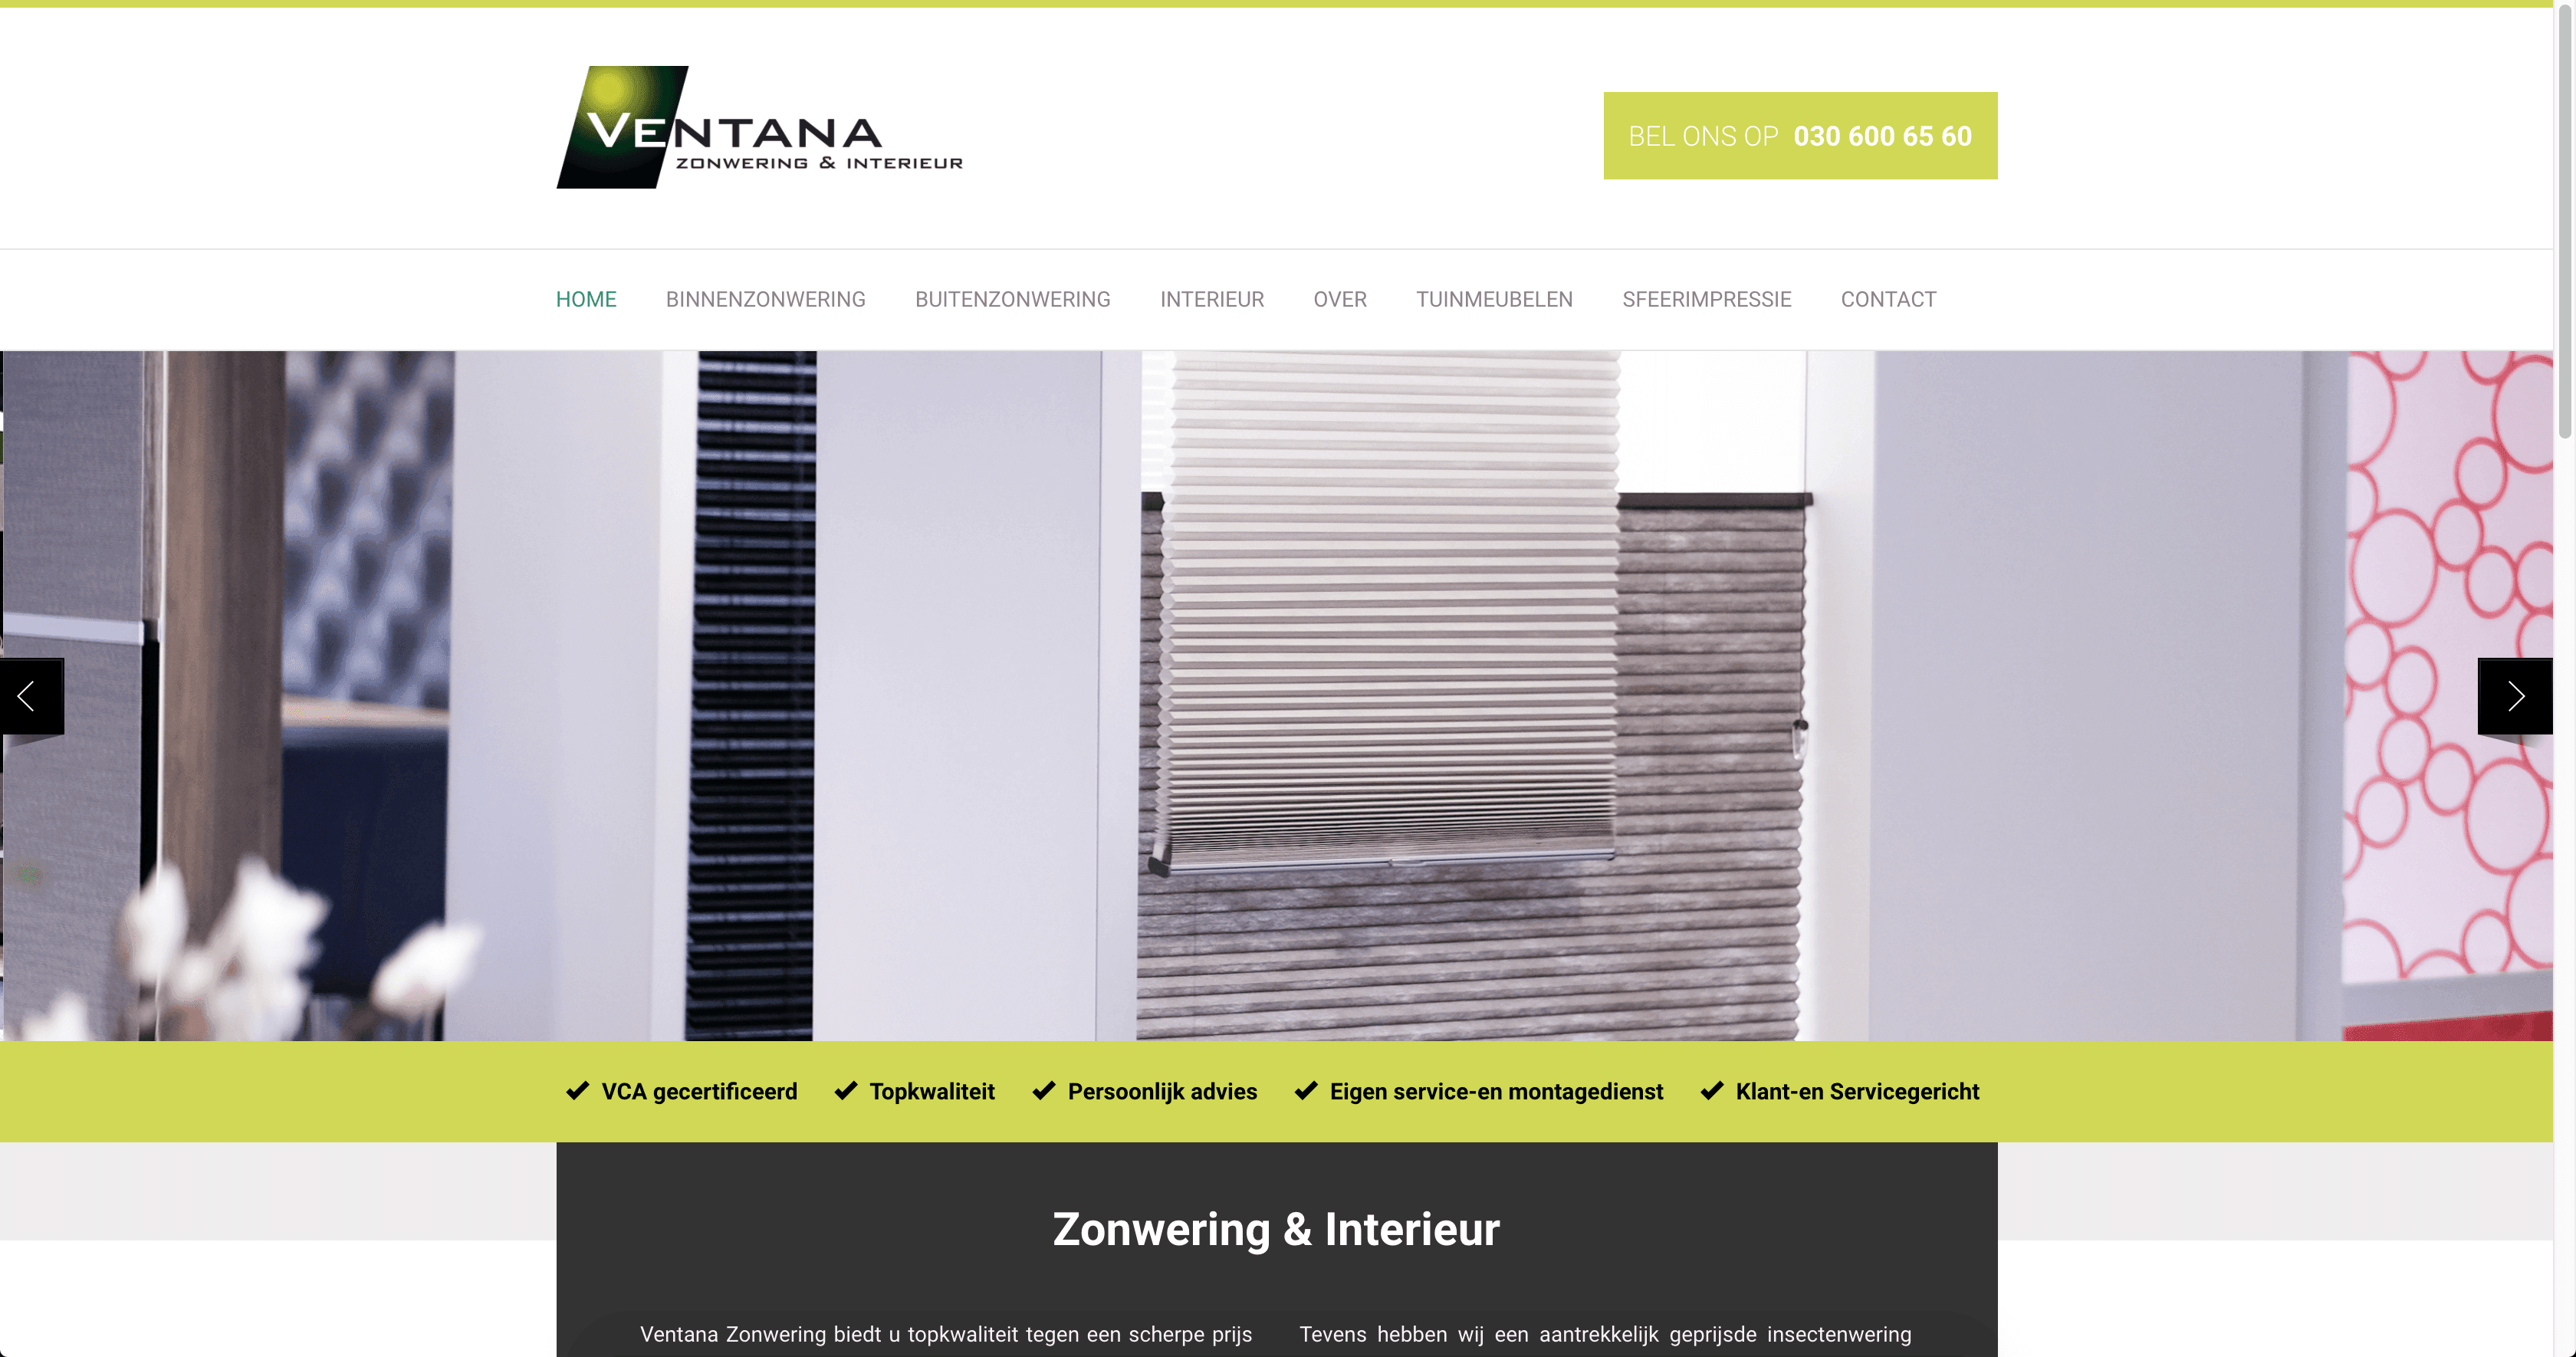 VENTANA
ZONWERING & INTERIEUR
BEL ONS OP 030 600 65 60
HOME BINNENZONWERING BUITENZONWERING INTERIEUR OVER TUINMEUBELEN SFEERIMPRESSIE CONTACT
VCA gecertificeerd Topkwaliteit Persoonlijk advies Eigen service-en montagedienst Klant-en Servicegericht
Zonwering & Interieur
Ventana Zonwering biedt u topkwaliteit tegen een scherpe prijs
Tevens hebben wij een aantrekkelijk geprijsde insectenwering